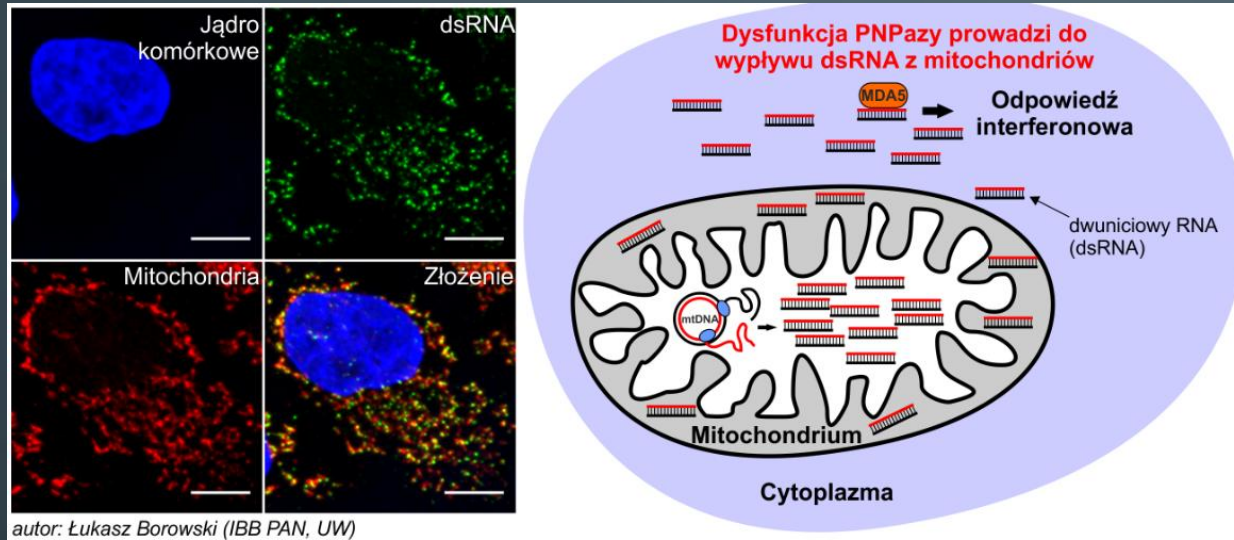 Jądro
komórkowe
dsRNA
Mitochondria
Złożenie
autor: Łukasz Borowski (IBB PAN, UW)
Dysfunkcja PNPazy prowadzi do
wypływu dsRNA z mitochondriów
MDA5
Odpowiedź
interferonowa
dwuniciowy RNA
(dsRNA)
mtDNA
Mitochondrium
Cytoplazma